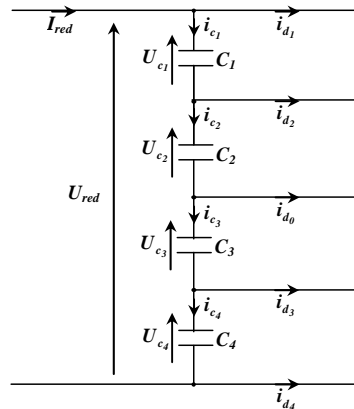 I_red i_c1 i_d1
U_c1 C_1
i_c2 i_d2
U_c2 C_2
U_red i_c3 i_d0
U_c3 C_3
i_c4 i_d3
U_c4 C_4
i_d4